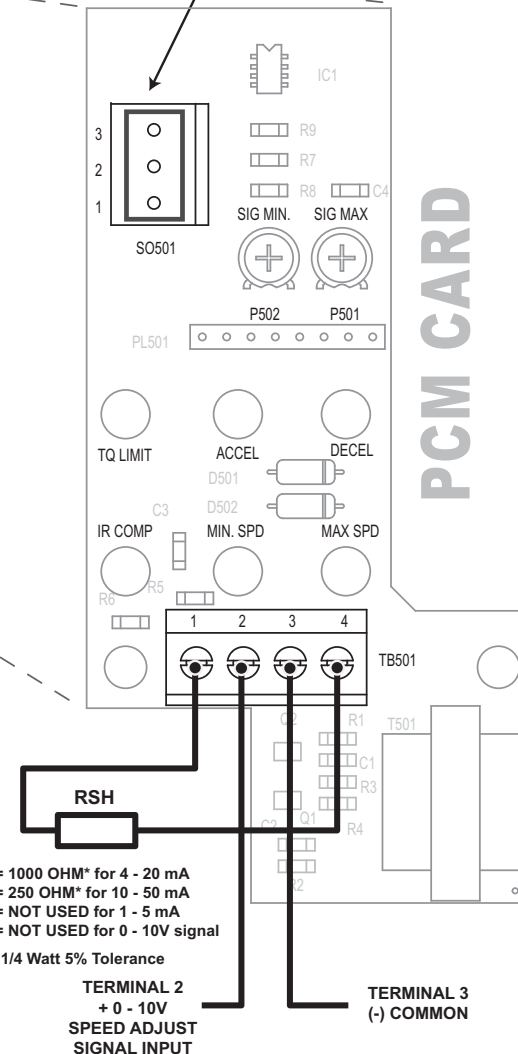 IC1
3
R9
R7
2
R8
C4
1
SIG MIN.
SIG MAX
SO501
PCM CARD
P502
P501
PL501
TQ LIMIT
ACCEL
DECEL
D501
C3
D502
IR COMP
MIN. SPD
MAX SPD
R5
R6
1
2
3
4
TB501
R1
T501
C1
R3
RSH
Q1
C2
R4
R2
= 1000 OHM* for 4 - 20 mA
= 250 OHM* for 10 - 50 mA
= NOT USED for 1 - 5 mA
= NOT USED for 0 - 10V signal
1/4 Watt 5% Tolerance
TERMINAL 2
+ 0 - 10V
SPEED ADJUST
SIGNAL INPUT
TERMINAL 3
(-) COMMON